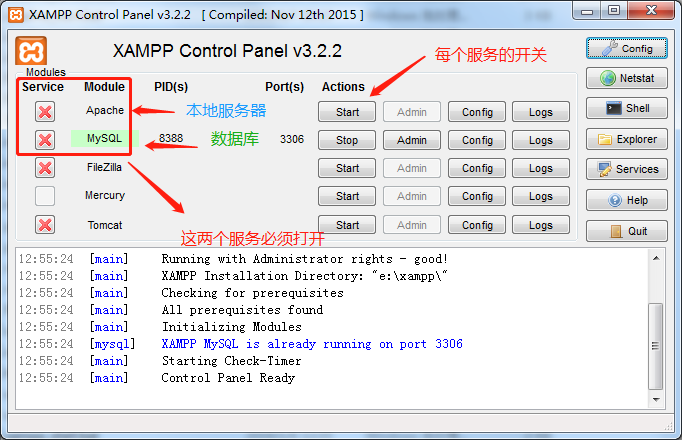 XAMPP Control Panel v3.2.2   [ Compiled: Nov 12th 2015 ]
XAMPP Control Panel v3.2.2
每个服务的开关
Config
Modules
Service Module PID(s) Port(s) Actions
Netstat
Apache 本地服务器 Start Admin Config Logs
Shell
MySQL 8388 数据库 3306 Stop Admin Config Logs
Explorer
FileZilla Start Admin Config Logs
Services
Mercury Start Admin Config Logs
Help
Tomcat Start Admin Config Logs
Quit
这两个服务必须打开
12:55:24 [main] Running with Administrator rights - good!
12:55:24 [main] XAMPP Installation Directory: "e:\xampp\"
12:55:24 [main] Checking for prerequisites
12:55:24 [main] All prerequisites found
12:55:24 [main] Initializing Modules
12:55:24 [mysql] XAMPP MySQL is already running on port 3306
12:55:24 [main] Starting Check-Timer
12:55:24 [main] Control Panel Ready